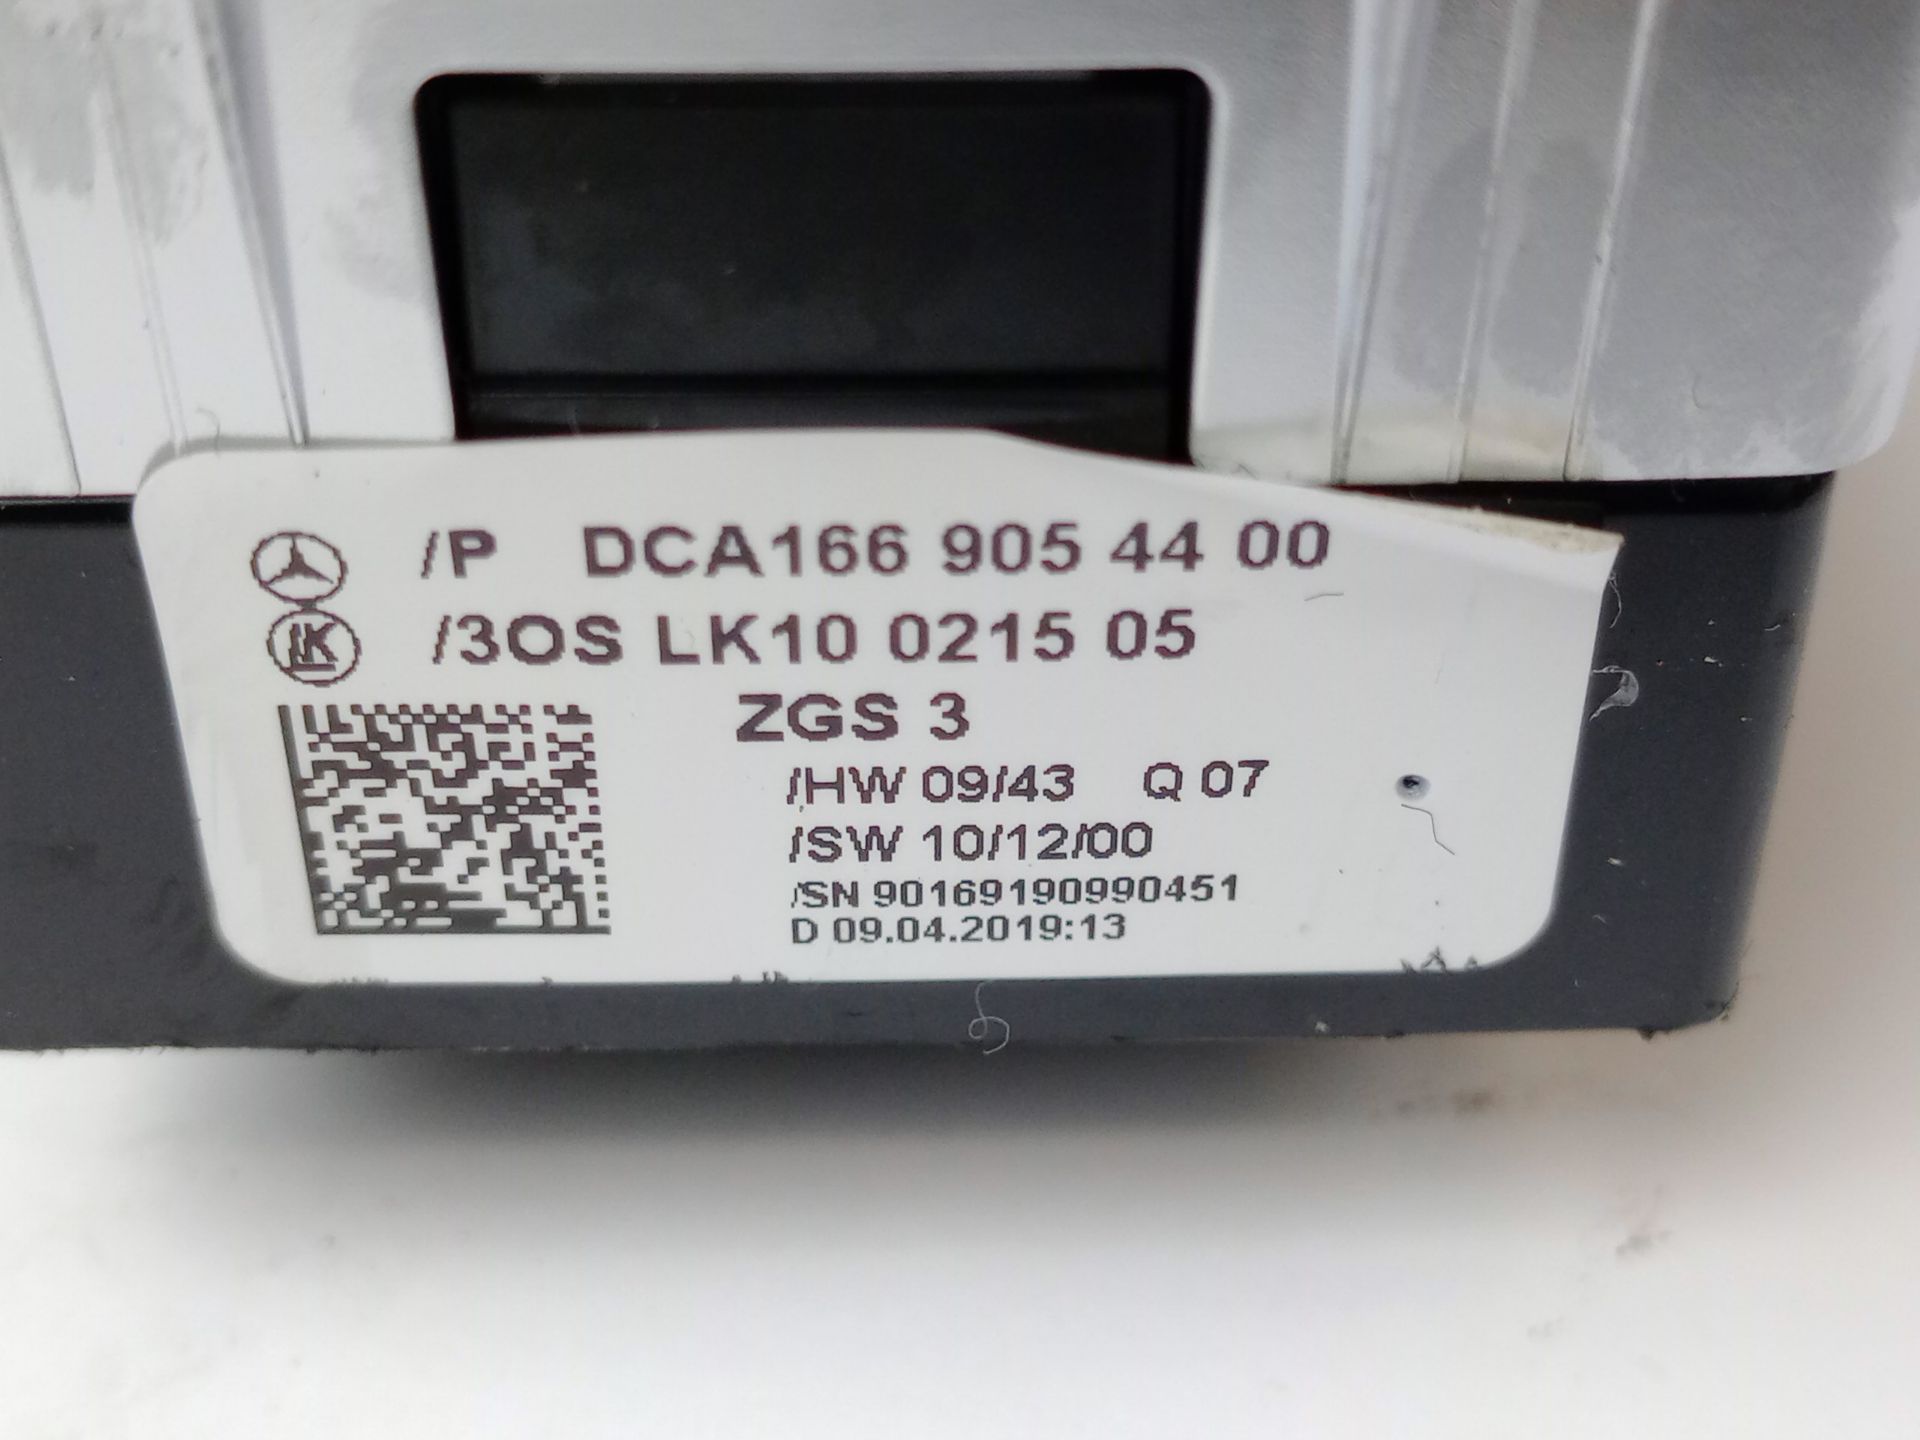 /P DCA166 905 44 00
LK /3OS LK10 0215 05
ZGS 3
/HW 09/43 Q 07
/SW 10/12/00
/SN 90169190990451
D 09.04.2019:13